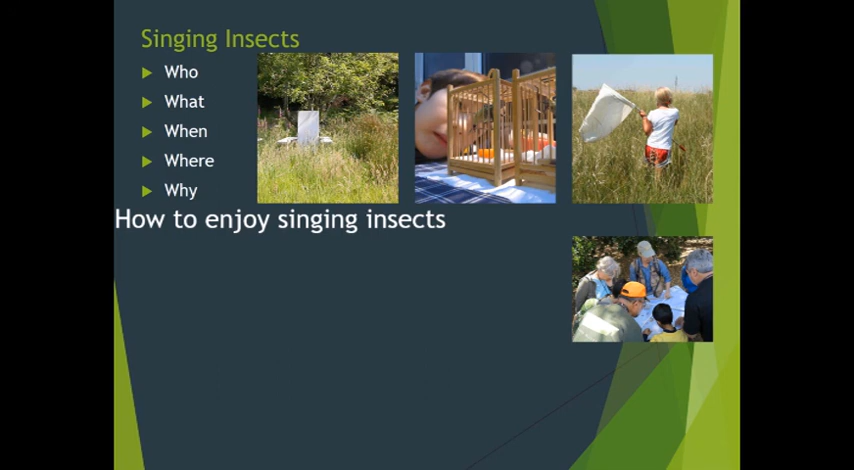 Singing Insects
Who
What
When
Where
Why
How to enjoy singing insects